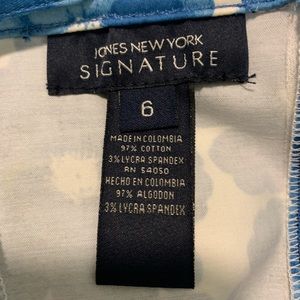 JONES NEW YORK
SIGNATURE
6
MADE IN COLOMBIA
97% COTTON
3% LYCRA SPANDEX
RN 54050
HECHO EN COLOMBIA
97% ALGODON
3% LYCRA SPANDEX